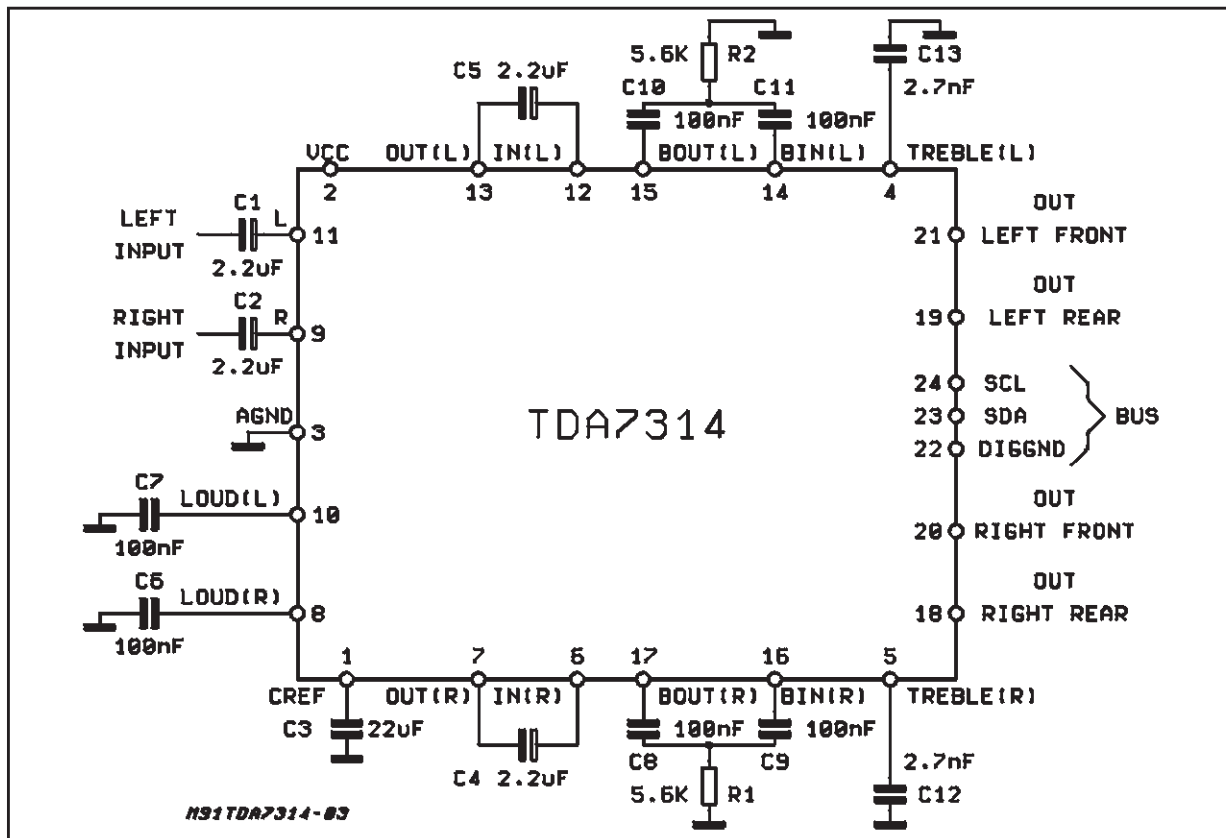 5.6K R2
C13
2.7nF
C5 2.2uF
C10 C11
100nF 100nF
VCC OUT(L) IN(L) BOUT(L) BIN(L) TREBLE(L)
2 13 12 15 14 4
LEFT INPUT
C1 L
2.2uF
11
RIGHT INPUT
C2 R
2.2uF
9
AGND
3
C7 LOUD(L)
100nF
10
C6 LOUD(R)
100nF
8
TDA7314
OUT
21 LEFT FRONT
OUT
19 LEFT REAR
24 SCL
23 SDA
22 DIGGND
BUS
OUT
20 RIGHT FRONT
OUT
18 RIGHT REAR
1 7 6 17 16 5
CREF OUT(R) IN(R) BOUT(R) BIN(R) TREBLE(R)
C3 22uF
100nF 100nF
C4 2.2uF
C8 C9
5.6K R1
2.7nF
C12
M91TDA7314-03